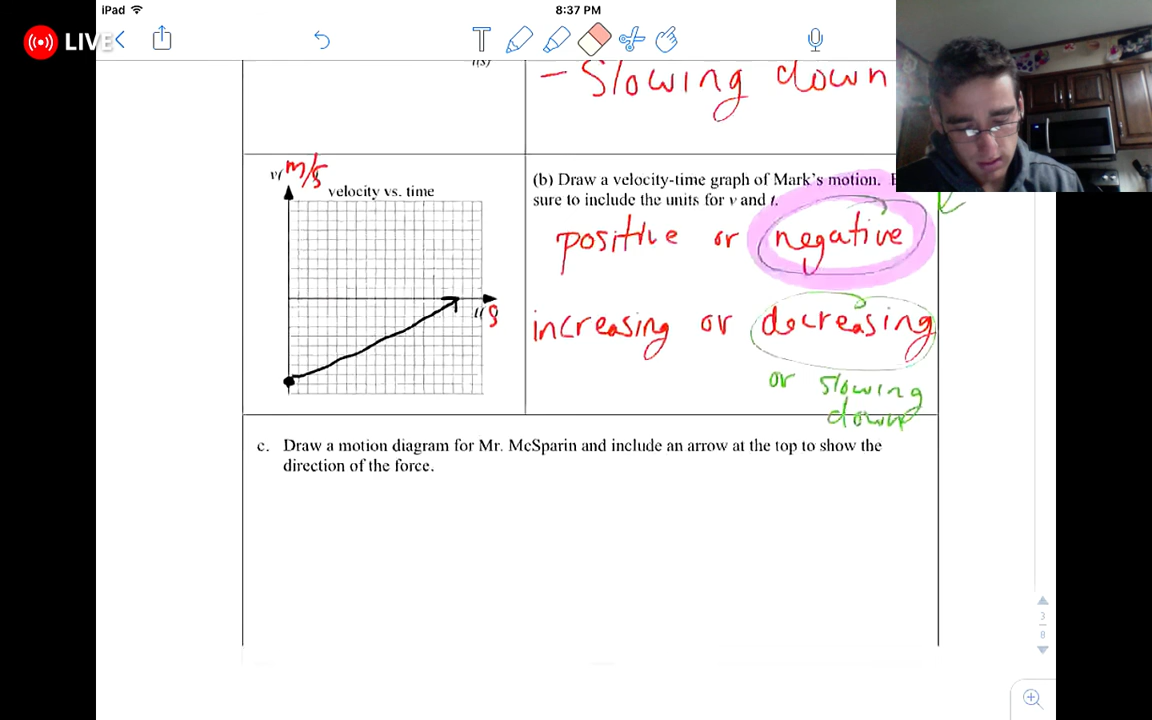 iPad
8:37 PM
LIVE
T
t(s)
- Slowing down
v( m/s
velocity vs. time
t( s
(b) Draw a velocity-time graph of Mark's motion.
sure to include the units for v and t.
positive or negative
increasing or decreasing
or slowing
down
c. Draw a motion diagram for Mr. McSparin and include an arrow at the top to show the
direction of the force.
3
8